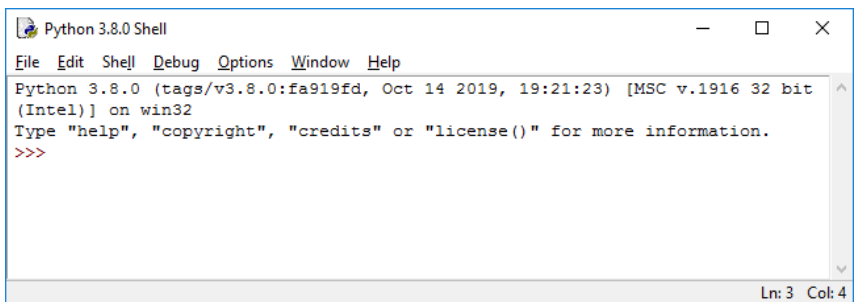 Python 3.8.0 Shell
File Edit Shell Debug Options Window Help
Python 3.8.0 (tags/v3.8.0:fa919fd, Oct 14 2019, 19:21:23) [MSC v.1916 32 bit
(Intel)] on win32
Type "help", "copyright", "credits" or "license()" for more information.
>>>
Ln: 3 Col: 4